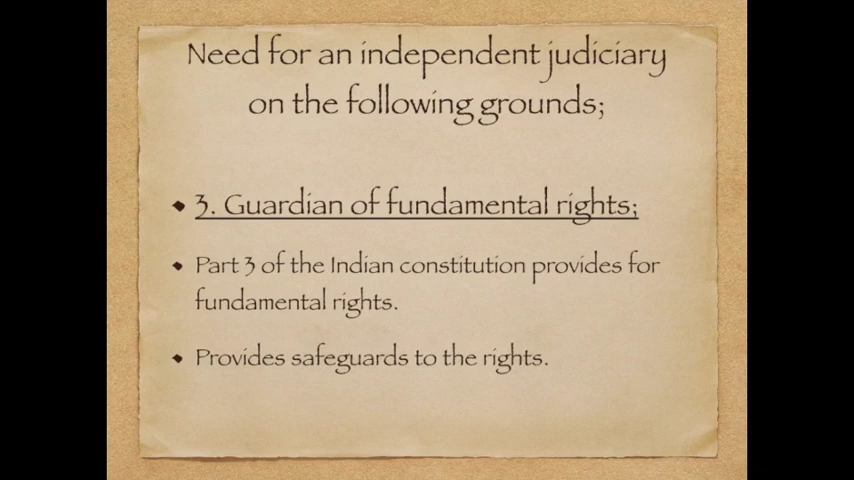 Need for an independent judiciary
on the following grounds;
• 3. Guardian of fundamental rights;
• Part 3 of the Indian constitution provides for
fundamental rights.
• Provides safeguards to the rights.